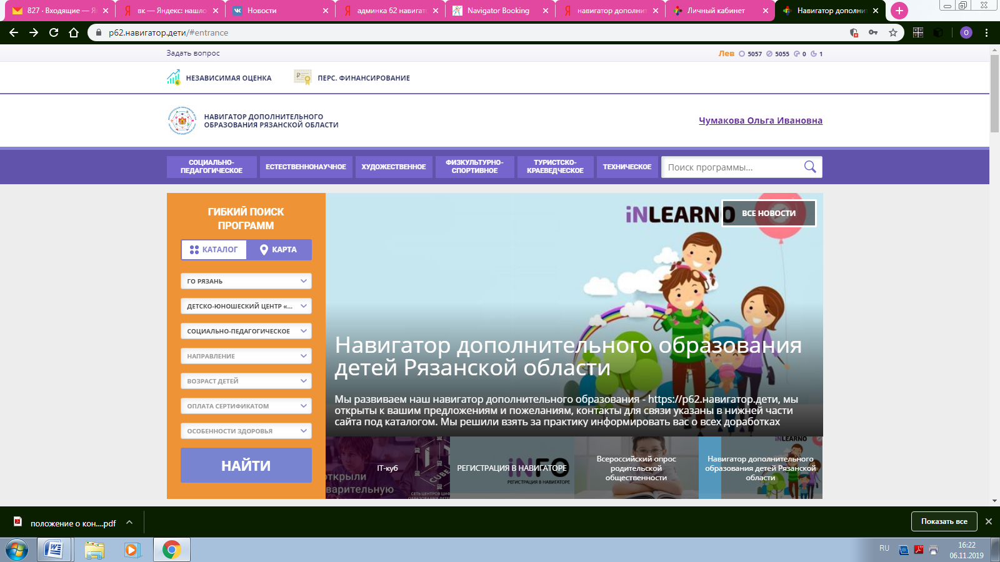 827 · Входящие — Я
вк — Яндекс: нашло
Новости
админка 62 навигат
Navigator Booking
навигатор дополнит
Личный кабинет
Навигатор дополнит
р62.навигатор.дети/#entrance
О
Задать вопрос
Лев 5057 5055 0 1
НЕЗАВИСИМАЯ ОЦЕНКА
ПЕРС. ФИНАНСИРОВАНИЕ
НАВИГАТОР ДОПОЛНИТЕЛЬНОГО
ОБРАЗОВАНИЯ РЯЗАНСКОЙ ОБЛАСТИ
Чумакова Ольга Ивановна
СОЦИАЛЬНО-
ПЕДАГОГИЧЕСКОЕ
ЕСТЕСТВЕННОНАУЧНОЕ
ХУДОЖЕСТВЕННОЕ
ФИЗКУЛЬТУРНО-
СПОРТИВНОЕ
ТУРИСТСКО-
КРАЕВЕДЧЕСКОЕ
ТЕХНИЧЕСКОЕ
Поиск программы...
ГИБКИЙ ПОИСК
ПРОГРАММ
КАТАЛОГ
КАРТА
ГО РЯЗАНЬ
ДЕТСКО-ЮНОШЕСКИЙ ЦЕНТР «...
СОЦИАЛЬНО-ПЕДАГОГИЧЕСКОЕ
НАПРАВЛЕНИЕ
ВОЗРАСТ ДЕТЕЙ
ОПЛАТА СЕРТИФИКАТОМ
ОСОБЕННОСТИ ЗДОРОВЬЯ
НАЙТИ
iNLEARNO
ВСЕ НОВОСТИ
Навигатор дополнительного образования
детей Рязанской области
Мы развиваем наш навигатор дополнительного образования - https://р62.навигатор.дети, мы
открыты к вашим предложениям и пожеланиям, контакты для связи указаны в нижней части
сайта под каталогом. Мы решили взять за практику информировать вас о всех доработках
IT-куб
CUBE
открыли
варительную
СЕТЬ ЦЕНТРОВ ЦИФ
РЕГИСТРАЦИЯ В НАВИГАТОРЕ
iNFO
РЕГИСТРАЦИЯ В НАВИГАТОРЕ
Всероссийский опрос
родительской
общественности
iNLEARNO
Навигатор дополнительного
образования детей Рязанской
области
положение о кон....pdf
Показать все
RU
16:22
06.11.2019